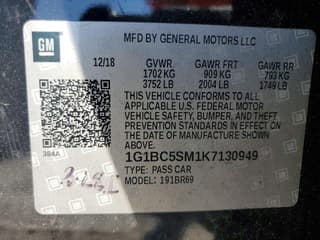 GM
MFD BY GENERAL MOTORS LLC
12/18 GVWR GAWR FRT GAWR RR
1702 KG 909 KG 793 KG
3752 LB 2004 LB 1749 LB
THIS VEHICLE CONFORMS TO ALL
APPLICABLE U.S. FEDERAL MOTOR
VEHICLE SAFETY, BUMPER, AND THEFT
PREVENTION STANDARDS IN EFFECT ON THE
DATE OF MANUFACTURE SHOWN ABOVE.
384A
1G1BC5SM1K7130949
TYPE: PASS CAR
MODEL: 191BR69